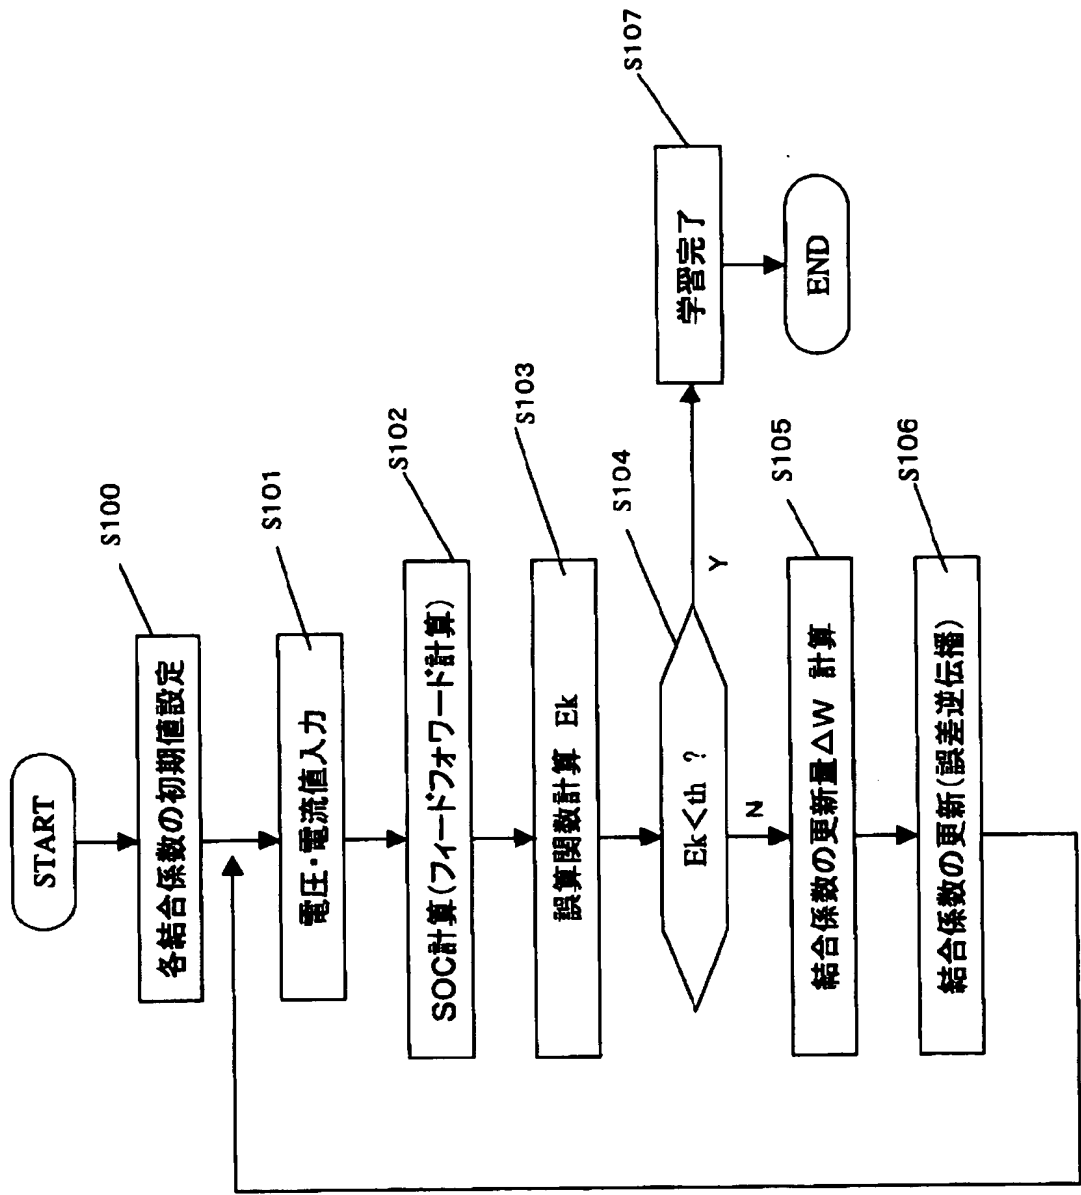 START
各結合係数の初期値設定
S100
電圧・電流値入力
S101
SOC計算(フィードフォワード計算)
S102
誤算関数計算 Ek
S103
Ek<th ?
S104
Y
N
学習完了
S107
END
結合係数の更新量△W 計算
S105
結合係数の更新(誤差逆伝播)
S106